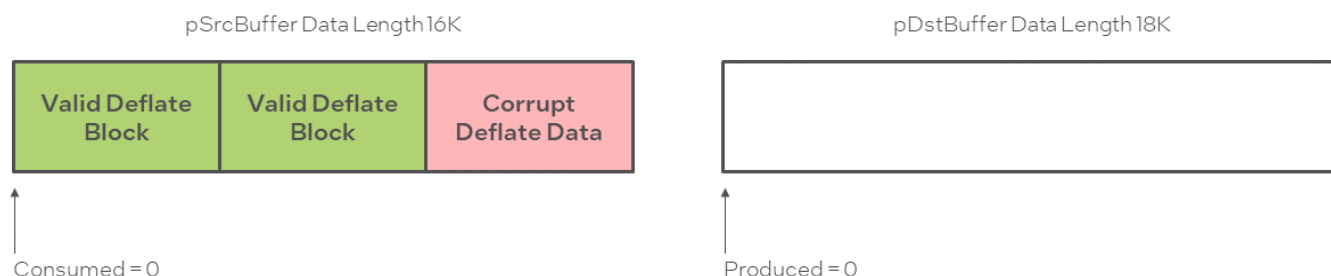 pSrcBuffer Data Length 16K
pDstBuffer Data Length 18K
Valid Deflate
Block
Valid Deflate
Block
Corrupt
Deflate Data
Consumed = 0
Produced = 0